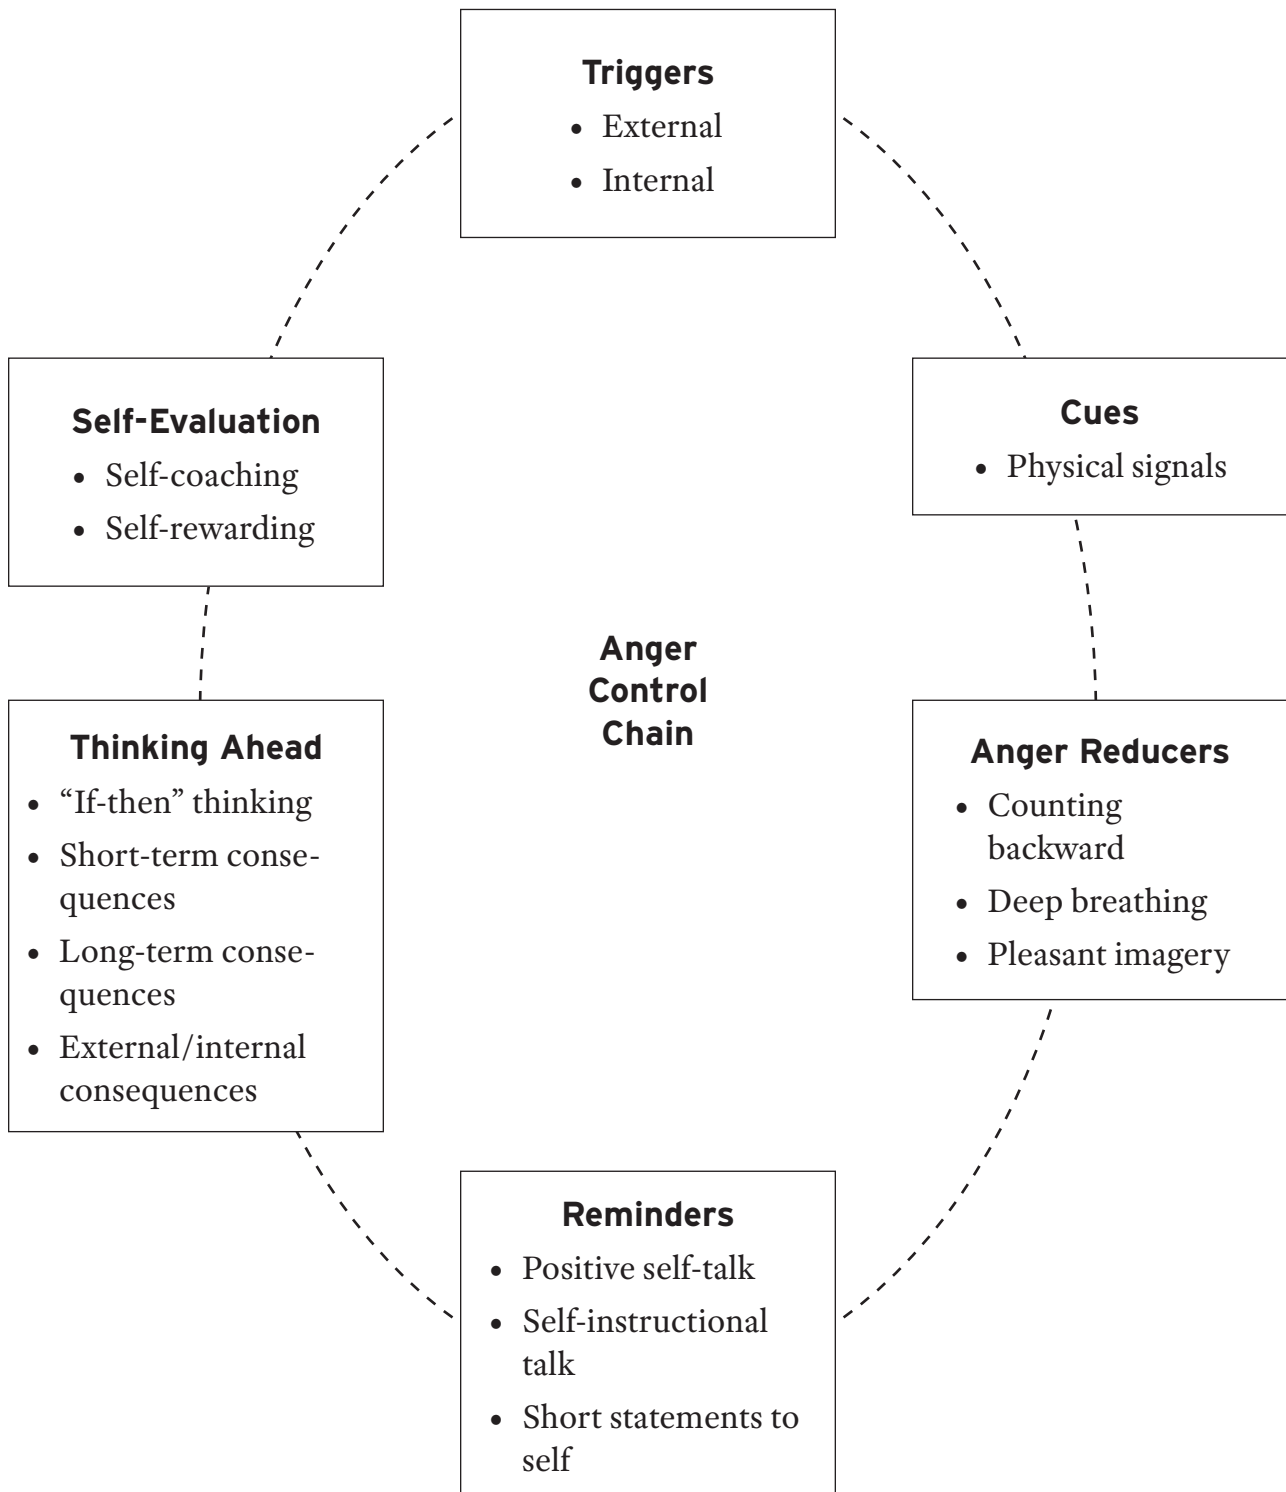 Triggers
• External
• Internal
Cues
• Physical signals
Anger Reducers
• Counting
backward
• Deep breathing
• Pleasant imagery
Reminders
• Positive self-talk
• Self-instructional
talk
• Short statements to
self
Thinking Ahead
• “If-then” thinking
• Short-term conse-
quences
• Long-term conse-
quences
• External/internal
consequences
Self-Evaluation
• Self-coaching
• Self-rewarding
Anger
Control
Chain